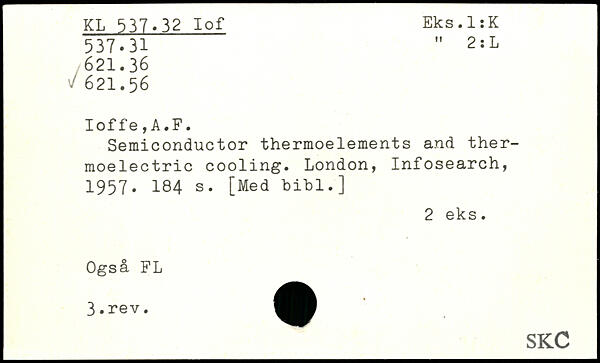 KL 537.32 Iof Eks.1:K
537.31 " 2:L
621.36
✓ 621.56
Ioffe,A.F.
Semiconductor thermoelements and ther-
moelectric cooling. London, Infosearch,
1957. 184 s. [Med bibl.]
2 eks.
Også FL
3.rev.
SKC